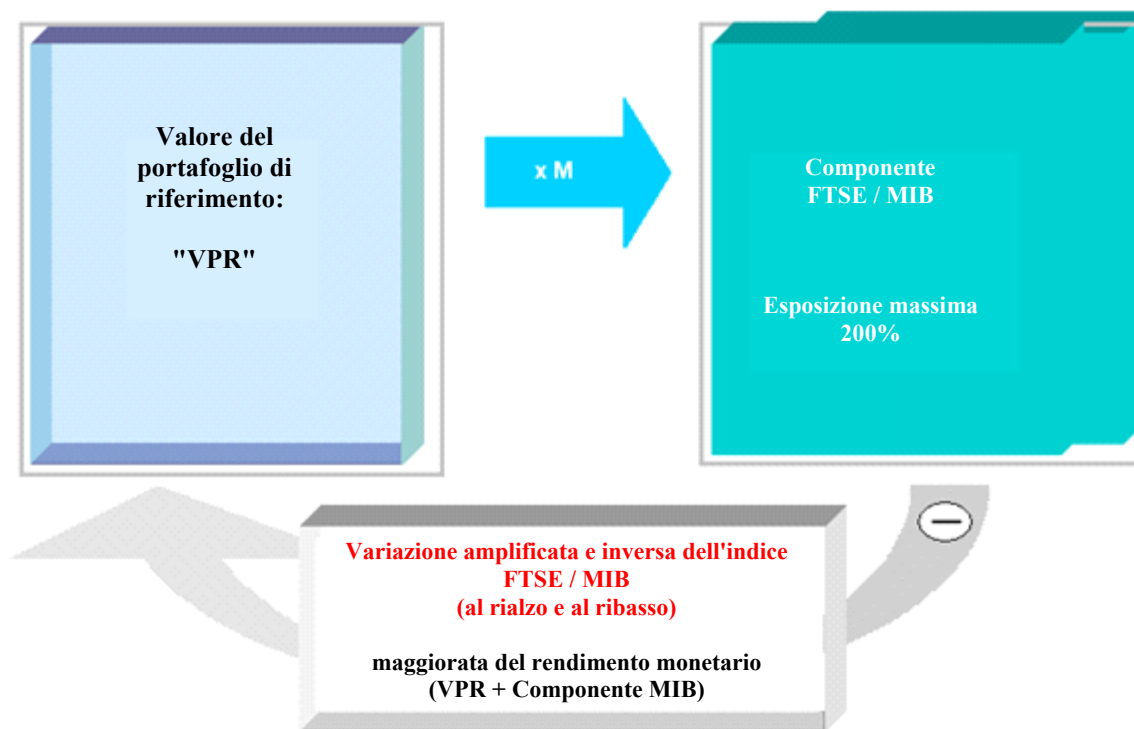 Valore del
portafoglio di
riferimento:
"VPR"
x M
Componente
FTSE / MIB
Esposizione massima
200%
Variazione amplificata e inversa dell'indice
FTSE / MIB
(al rialzo e al ribasso)
maggiorata del rendimento monetario
(VPR + Componente MIB)